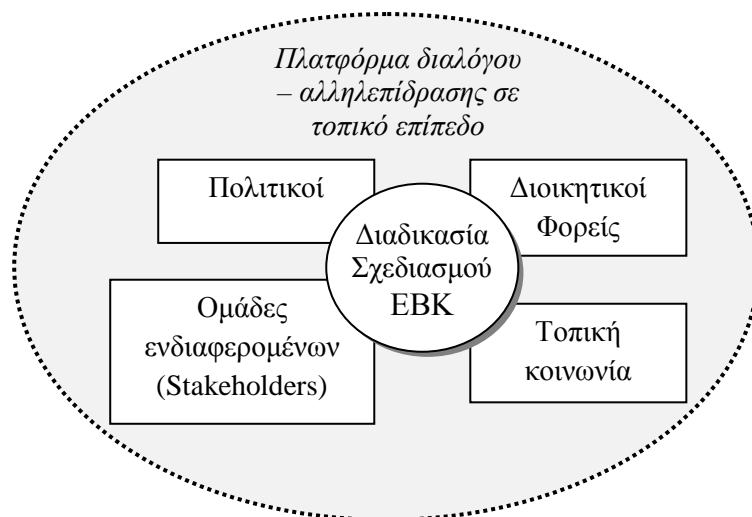 Πλατφόρμα διαλόγου
– αλληλεπίδρασης σε
τοπικό επίπεδο
Πολιτικοί
Διοικητικοί
Φορείς
Διαδικασία
Σχεδιασμού
ΕΒΚ
Ομάδες
ενδιαφερομένων
(Stakeholders)
Τοπική
κοινωνία